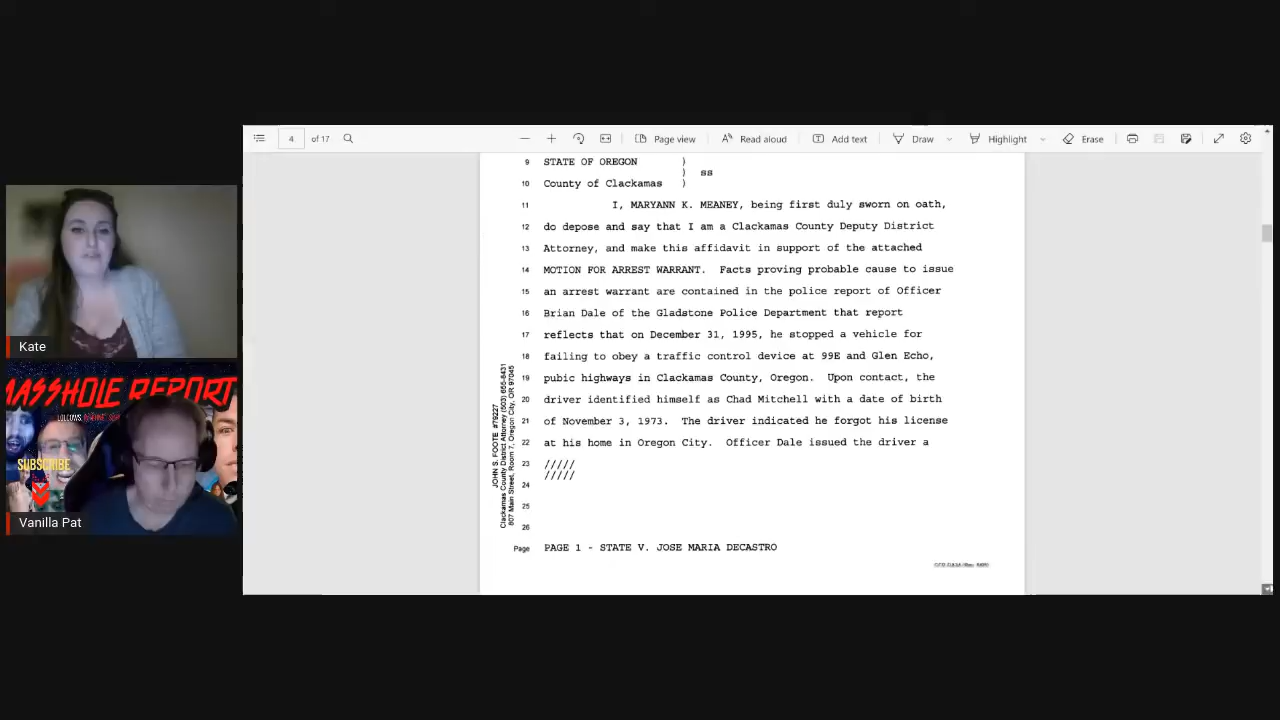 4 of 17
Page view
Read aloud
Add text
Draw
Highlight
Erase
9 STATE OF OREGON )
) ss
10 County of Clackamas )
11 I, MARYANN K. MEANEY, being first duly sworn on oath,
12 do depose and say that I am a Clackamas County Deputy District
13 Attorney, and make this affidavit in support of the attached
14 MOTION FOR ARREST WARRANT. Facts proving probable cause to issue
15 an arrest warrant are contained in the police report of Officer
16 Brian Dale of the Gladstone Police Department that report
17 reflects that on December 31, 1995, he stopped a vehicle for
18 failing to obey a traffic control device at 99E and Glen Echo,
19 pubic highways in Clackamas County, Oregon. Upon contact, the
20 driver identified himself as Chad Mitchell with a date of birth
21 of November 3, 1973. The driver indicated he forgot his license
22 at his home in Oregon City. Officer Dale issued the driver a
23 /////
/////
24
25
26
Page PAGE 1 - STATE V. JOSE MARIA DECASTRO
JOHN S. FOOTE #79227
Clackamas County District Attorney (503) 655-8431
807 Main Street, Room 7, Oregon City, OR 97045
Kate
MASSHOLE REPORT
LOLCOWS,
SUBSCRIBE
Vanilla Pat